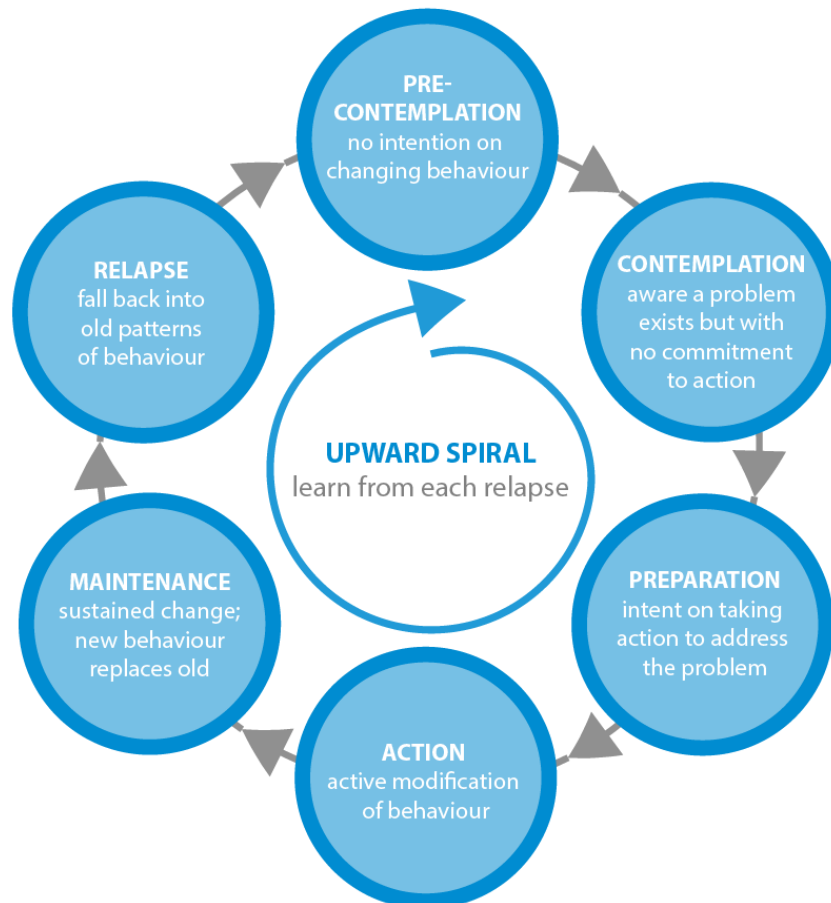 PRE-
CONTEMPLATION
no intention on
changing behaviour
CONTEMPLATION
aware a problem
exists but with
no commitment
to action
PREPARATION
intent on taking
action to address
the problem
ACTION
active modification
of behaviour
MAINTENANCE
sustained change;
new behaviour
replaces old
RELAPSE
fall back into
old patterns
of behaviour
UPWARD SPIRAL
learn from each relapse